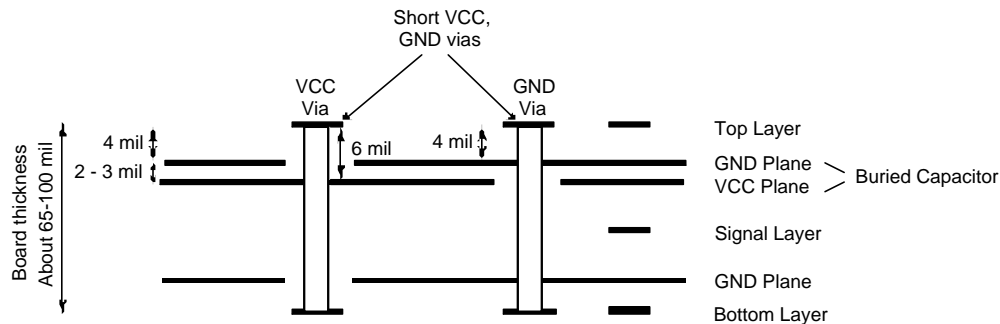 Short VCC,
GND vias
VCC
Via
GND
Via
4 mil
6 mil
4 mil
2 - 3 mil
Board thickness
About 65-100 mil
Top Layer
GND Plane
VCC Plane
Buried Capacitor
Signal Layer
GND Plane
Bottom Layer